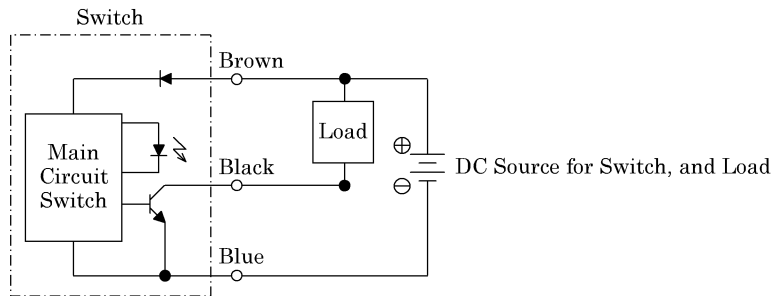 Switch
Brown
Load
Main
Circuit
Switch
Black
⊕
⊖
DC Source for Switch, and Load
Blue